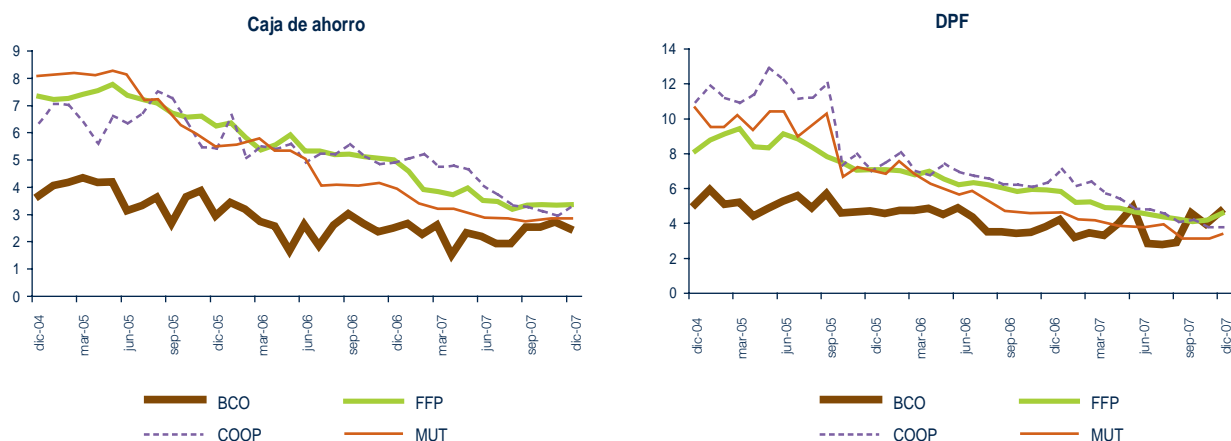 Caja de ahorro
9
8
7
6
5
4
3
2
1
0
dic-04
mar-05
jun-05
sep-05
dic-05
mar-06
jun-06
sep-06
dic-06
mar-07
jun-07
sep-07
dic-07
BCO
FFP
COOP
MUT
DPF
14
12
10
8
6
4
2
0
dic-04
mar-05
jun-05
sep-05
dic-05
mar-06
jun-06
sep-06
dic-06
mar-07
jun-07
sep-07
dic-07
BCO
FFP
COOP
MUT